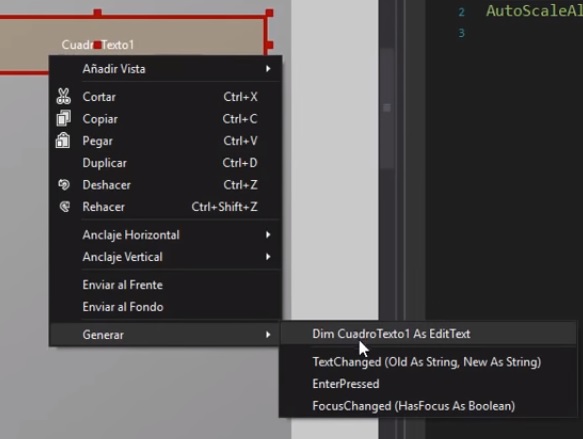 2 AutoScaleAl
3
CuadroTexto1
Añadir Vista
Cortar Ctrl+X
Copiar Ctrl+C
Pegar Ctrl+V
Duplicar Ctrl+D
Deshacer Ctrl+Z
Rehacer Ctrl+Shift+Z
Anclaje Horizontal
Anclaje Vertical
Enviar al Frente
Enviar al Fondo
Generar
Dim CuadroTexto1 As EditText
TextChanged (Old As String, New As String)
EnterPressed
FocusChanged (HasFocus As Boolean)